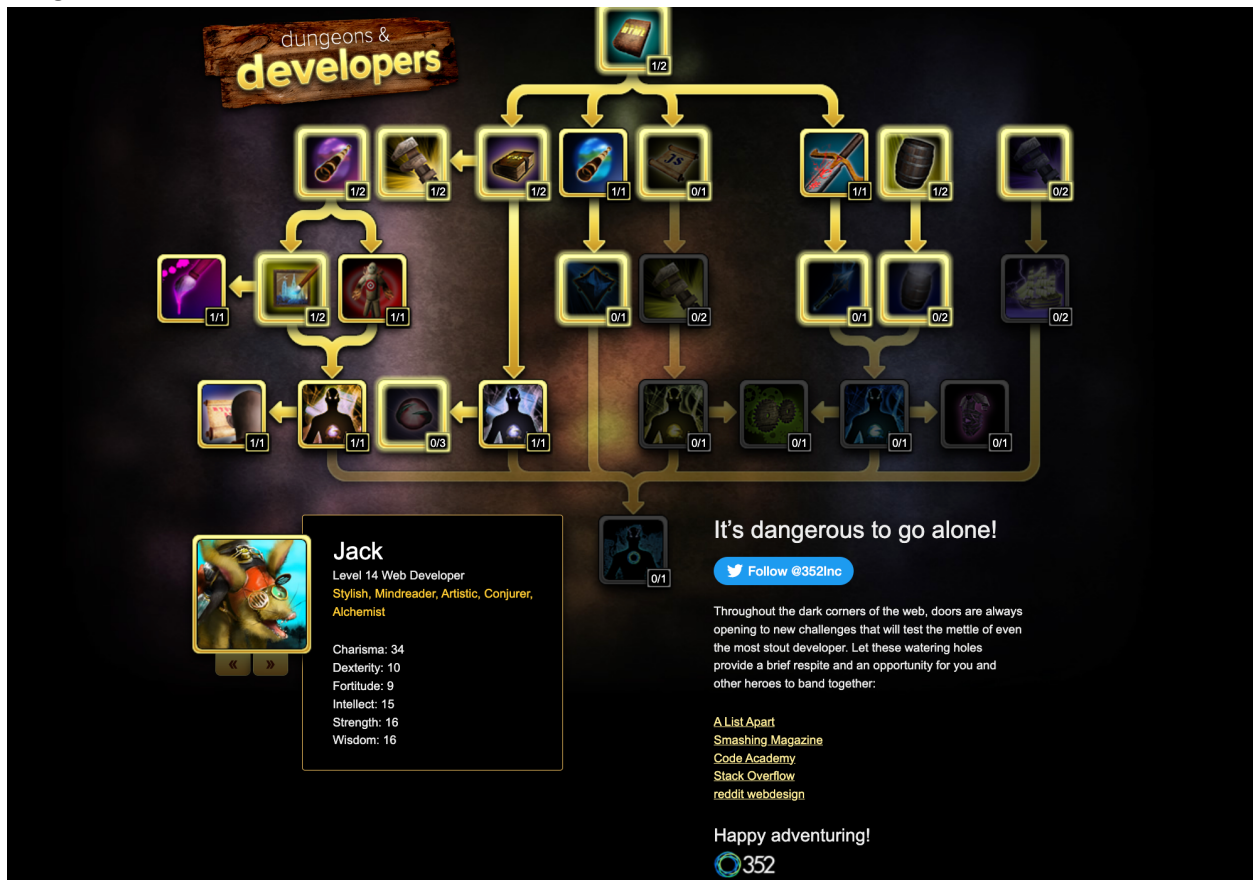 dungeons &
developers
HTML
1/2
1/2
1/2
1/2
1/1
JS
0/1
1/1
1/2
0/2
1/1
1/2
1/1
0/1
0/2
0/1
0/2
0/2
1/1
1/1
0/3
1/1
0/1
0/1
0/1
0/1
0/1
Jack
Level 14 Web Developer
Stylish, Mindreader, Artistic, Conjurer,
Alchemist
Charisma: 34
Dexterity: 10
Fortitude: 9
Intellect: 15
Strength: 16
Wisdom: 16
« »
It’s dangerous to go alone!
Follow @352Inc
Throughout the dark corners of the web, doors are always
opening to new challenges that will test the mettle of even
the most stout developer. Let these watering holes
provide a brief respite and an opportunity for you and
other heroes to band together:
A List Apart
Smashing Magazine
Code Academy
Stack Overflow
reddit webdesign
Happy adventuring!
352